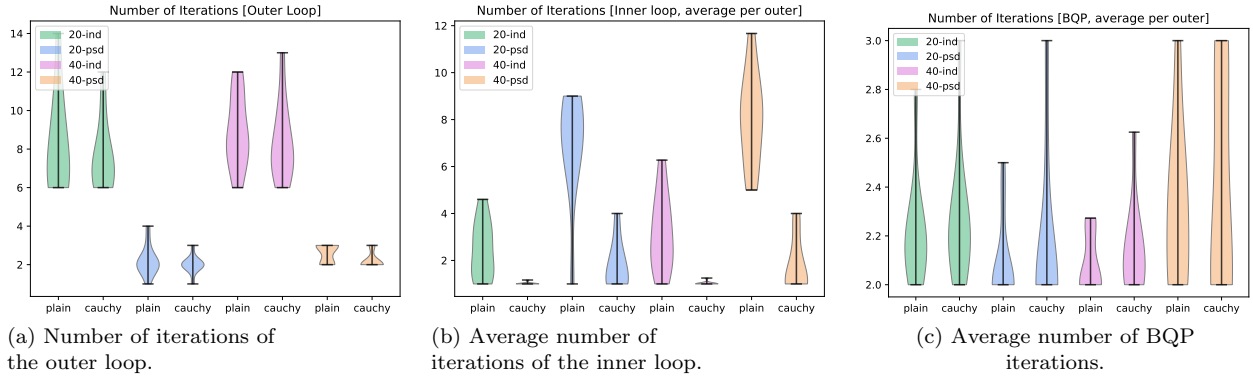 Number of Iterations [Outer Loop]
14
12
10
8
6
4
2
20-ind
20-psd
40-ind
40-psd
plain cauchy plain cauchy plain cauchy plain cauchy
(a) Number of iterations of
the outer loop.
Number of Iterations [Inner loop, average per outer]
12
10
8
6
4
2
20-ind
20-psd
40-ind
40-psd
plain cauchy plain cauchy plain cauchy plain cauchy
(b) Average number of
iterations of the inner loop.
Number of Iterations [BQP, average per outer]
3.0
2.8
2.6
2.4
2.2
2.0
20-ind
20-psd
40-ind
40-psd
plain cauchy plain cauchy plain cauchy plain cauchy
(c) Average number of BQP
iterations.